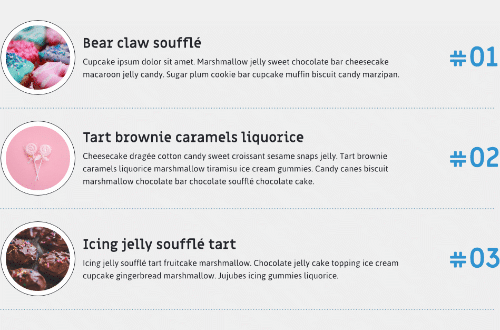 Bear claw soufflé
Cupcake ipsum dolor sit amet. Marshmallow jelly sweet chocolate bar cheesecake
macaroon jelly candy. Sugar plum cookie bar cupcake muffin biscuit candy marzipan.
#01
Tart brownie caramels liquorice
Cheesecake dragée cotton candy sweet croissant sesame snaps jelly. Tart brownie
caramels liquorice marshmallow tiramisu ice cream gummies. Candy canes biscuit
marshmallow chocolate bar chocolate soufflé chocolate cake.
#02
Icing jelly soufflé tart
Icing jelly soufflé tart fruitcake marshmallow. Chocolate jelly cake topping ice cream
cupcake gingerbread marshmallow. Jujubes icing gummies liquorice.
#03